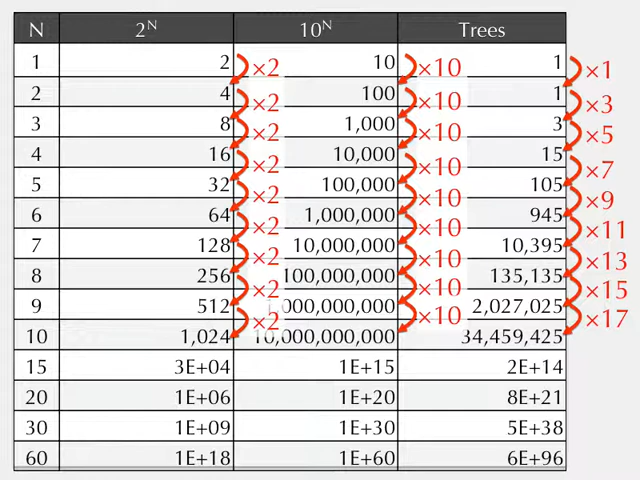 N 2^N 10^N Trees
1 2 ×2 10 ×10 1 ×1
2 4 ×2 100 ×10 1 ×3
3 8 ×2 1,000 ×10 3 ×5
4 16 ×2 10,000 ×10 15 ×7
5 32 ×2 100,000 ×10 105 ×9
6 64 ×2 1,000,000 ×10 945 ×11
7 128 ×2 10,000,000 ×10 10,395 ×13
8 256 ×2 100,000,000 ×10 135,135 ×15
9 512 ×2 1,000,000,000 ×10 2,027,025 ×17
10 1,024 10,000,000,000 34,459,425
15 3E+04 1E+15 2E+14
20 1E+06 1E+20 8E+21
30 1E+09 1E+30 5E+38
60 1E+18 1E+60 6E+96